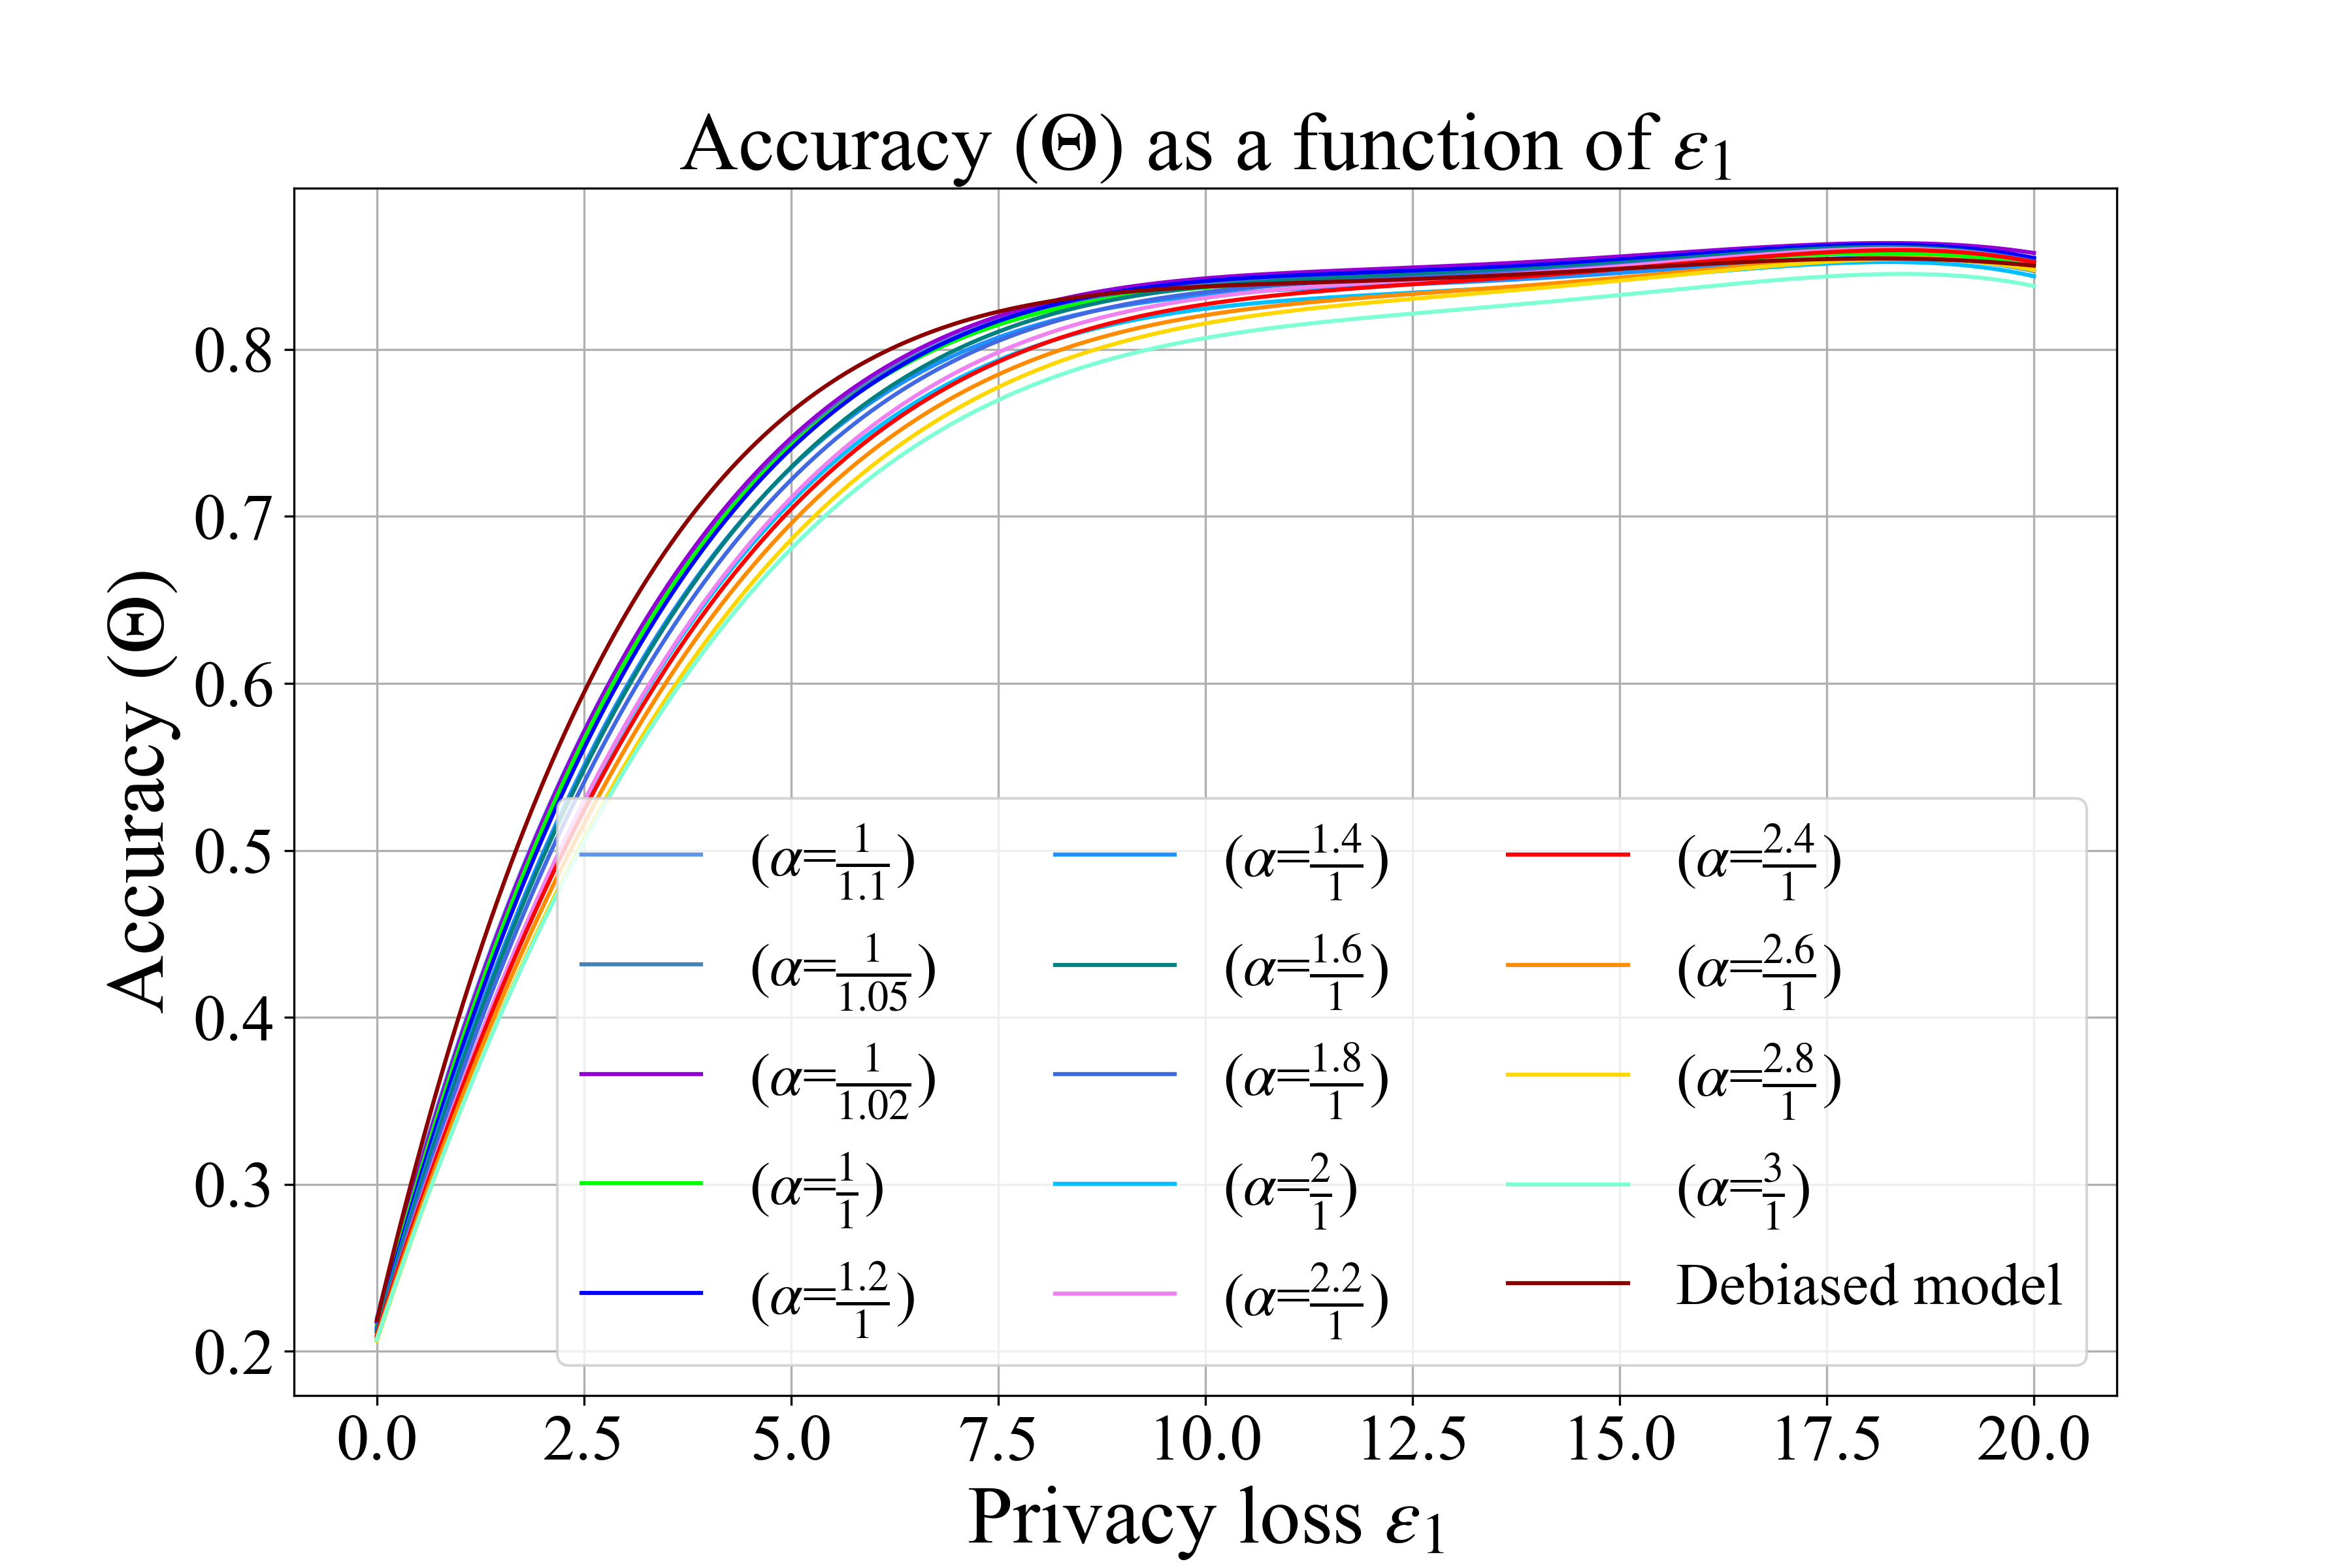 Accuracy (Θ) as a function of ε₁
Accuracy (Θ)
0.8
0.7
0.6
0.5
0.4
0.3
0.2
0.0 2.5 5.0 7.5 10.0 12.5 15.0 17.5 20.0
Privacy loss ε₁
(α=1/1.1)
(α=1/1.05)
(α=1/1.02)
(α=1/1)
(α=1.2/1)
(α=1.4/1)
(α=1.6/1)
(α=1.8/1)
(α=2/1)
(α=2.2/1)
(α=2.4/1)
(α=2.6/1)
(α=2.8/1)
(α=3/1)
Debiased model